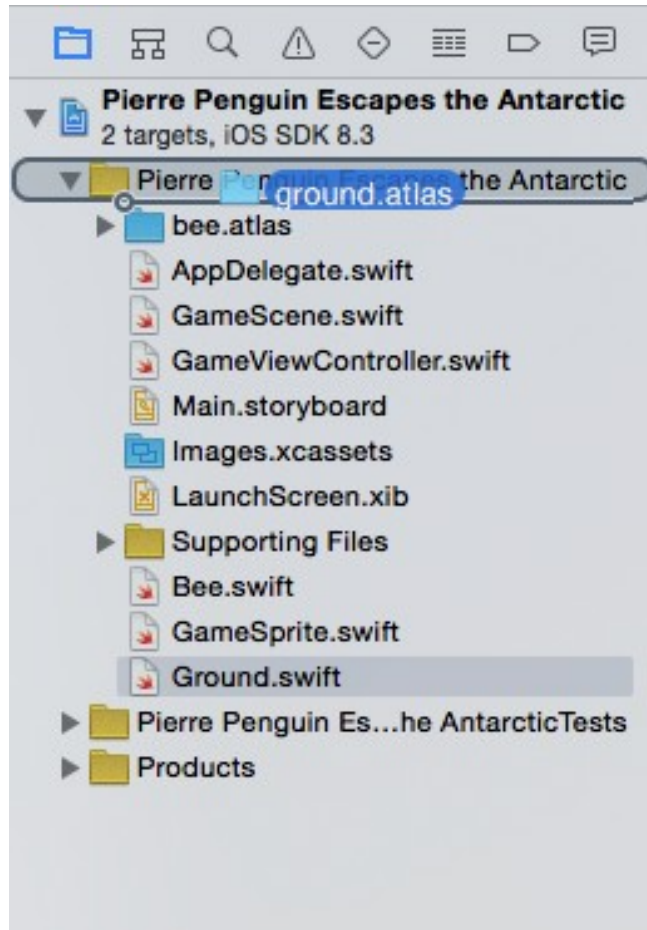 Pierre Penguin Escapes the Antarctic
2 targets, iOS SDK 8.3
Pierre Penguin Escapes the Antarctic
ground.atlas
bee.atlas
AppDelegate.swift
GameScene.swift
GameViewController.swift
Main.storyboard
Images.xcassets
LaunchScreen.xib
Supporting Files
Bee.swift
GameSprite.swift
Ground.swift
Pierre Penguin Es...he AntarcticTests
Products